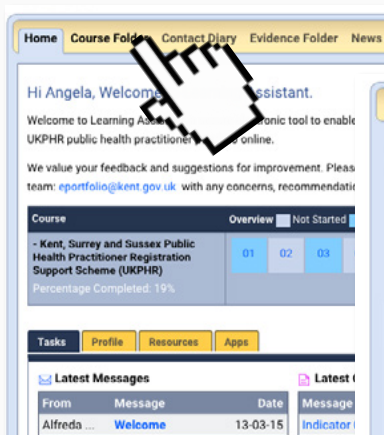 Home Course Folder Contact Diary Evidence Folder News
Hi Angela, Welcome
Welcome to Learning tool to enable
UKPHR public health practitioner online.
We value your feedback and suggestions for improvement. Pleas
team: eportfolio@kent.gov.uk with any concerns, recommendatio
Course Overview Not Started
- Kent, Surrey and Sussex Public
Health Practitioner Registration
Support Scheme (UKPHR)
01 02 03
Percentage Completed: 19%
Tasks Profile Resources Apps
Latest Messages Latest
From Message Date Message
Alfreda ... Welcome 13-03-15 Indicator